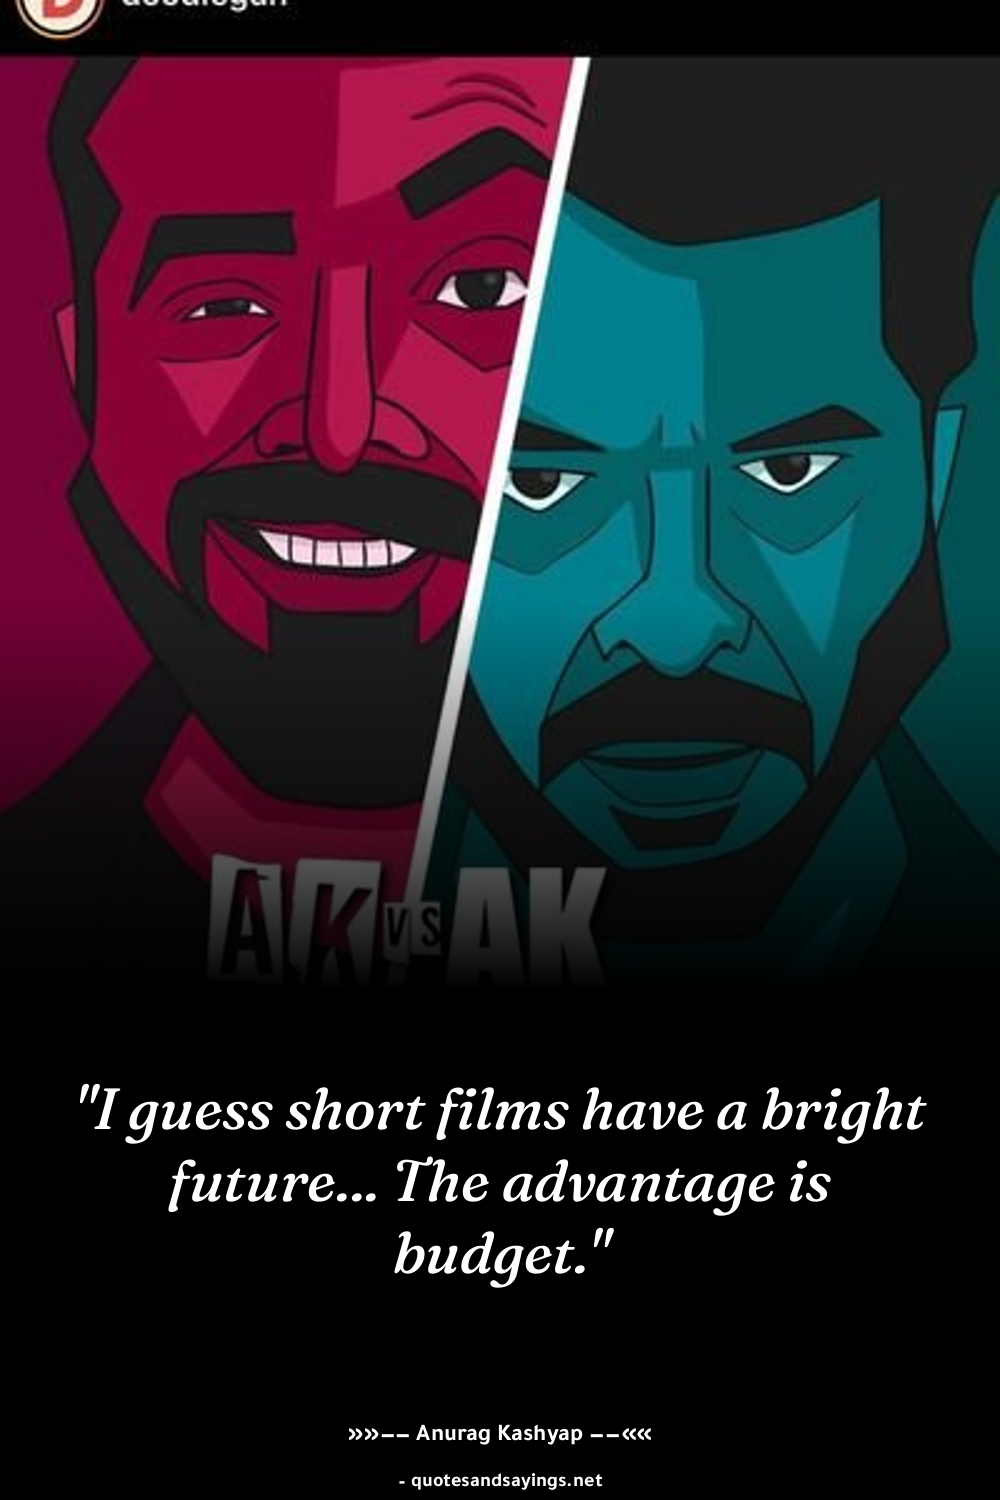 AK VS AK
"I guess short films have a bright
future... The advantage is
budget."
»»–– Anurag Kashyap ––««
- quotesandsayings.net